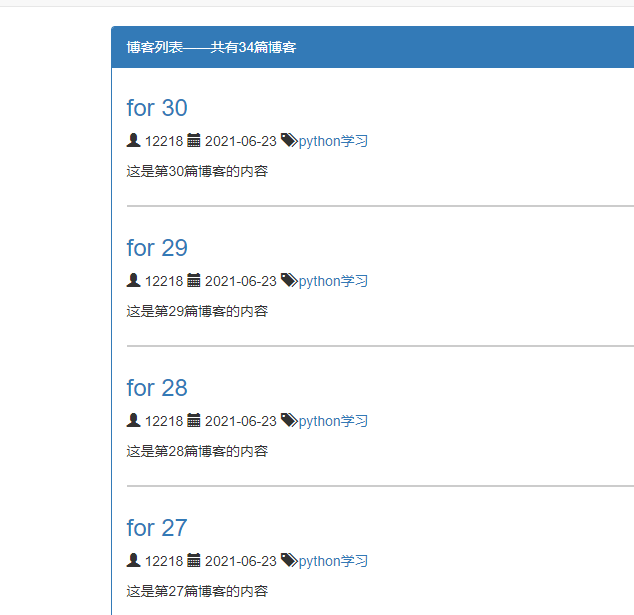 博客列表——共有34篇博客
for 30
12218 2021-06-23 python学习
这是第30篇博客的内容
for 29
12218 2021-06-23 python学习
这是第29篇博客的内容
for 28
12218 2021-06-23 python学习
这是第28篇博客的内容
for 27
12218 2021-06-23 python学习
这是第27篇博客的内容